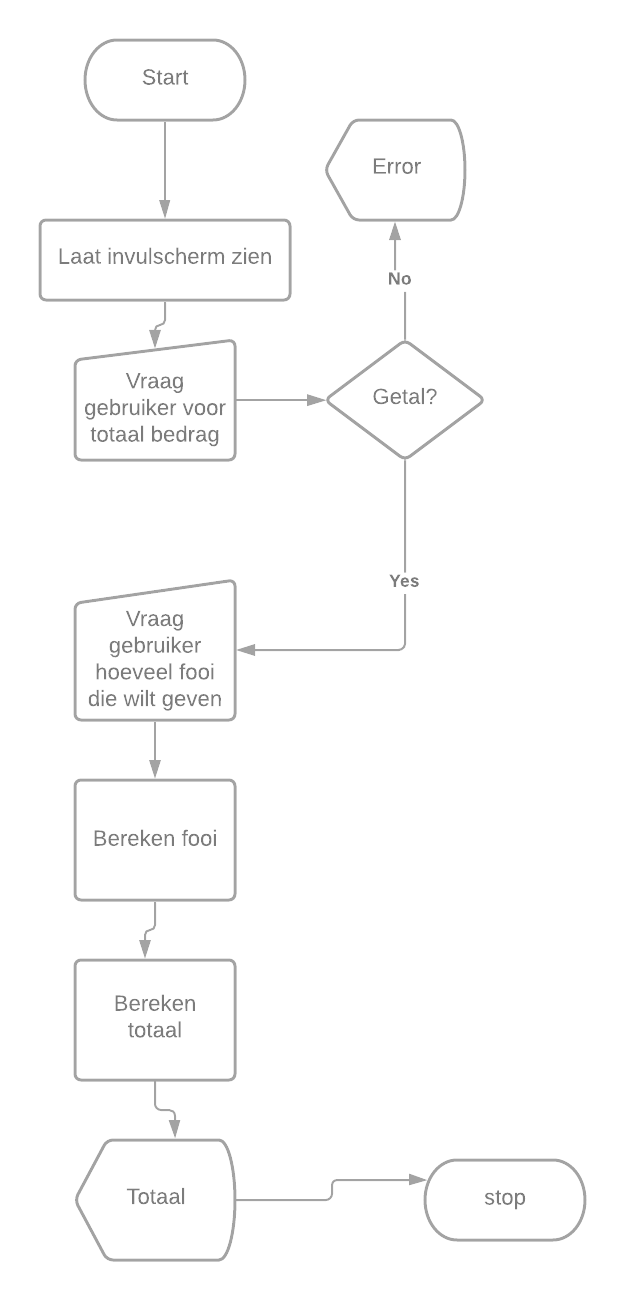 Start
Error
Laat invulscherm zien
No
Vraag
gebruiker voor
totaal bedrag
Getal?
Yes
Vraag
gebruiker
hoeveel fooi
die wilt geven
Bereken fooi
Bereken
totaal
Totaal
stop